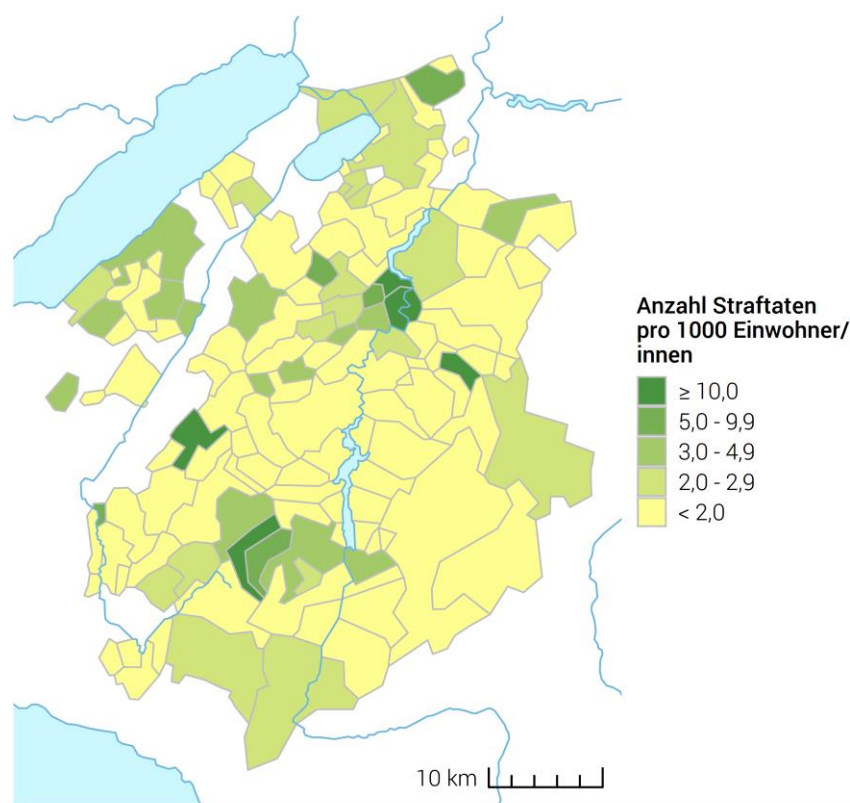 Anzahl Straftaten
pro 1000 Einwohner/
innen
≥ 10,0
5,0 - 9,9
3,0 - 4,9
2,0 - 2,9
< 2,0
10 km